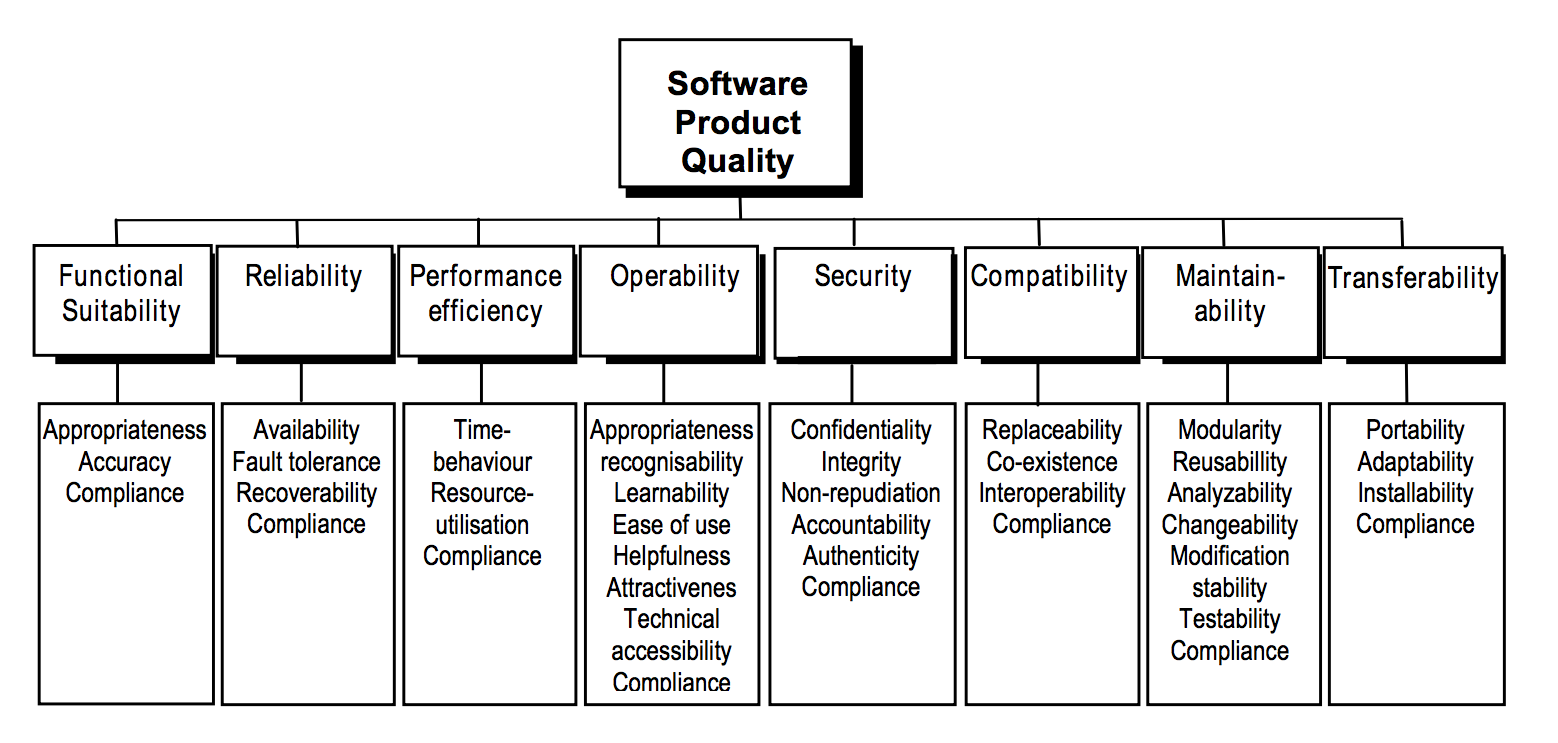 Software
Product
Quality
Functional
Suitability
Reliability
Performance
efficiency
Operability
Security
Compatibility
Maintain-
ability
Transferability
Appropriateness
Accuracy
Compliance
Availability
Fault tolerance
Recoverability
Compliance
Time-
behaviour
Resource-
utilisation
Compliance
Appropriateness
recognisability
Learnability
Ease of use
Helpfulness
Attractivenes
Technical
accessibility
Compliance
Confidentiality
Integrity
Non-repudiation
Accountability
Authenticity
Compliance
Replaceability
Co-existence
Interoperability
Compliance
Modularity
Reusabillity
Analyzability
Changeability
Modification
stability
Testability
Compliance
Portability
Adaptability
Installability
Compliance